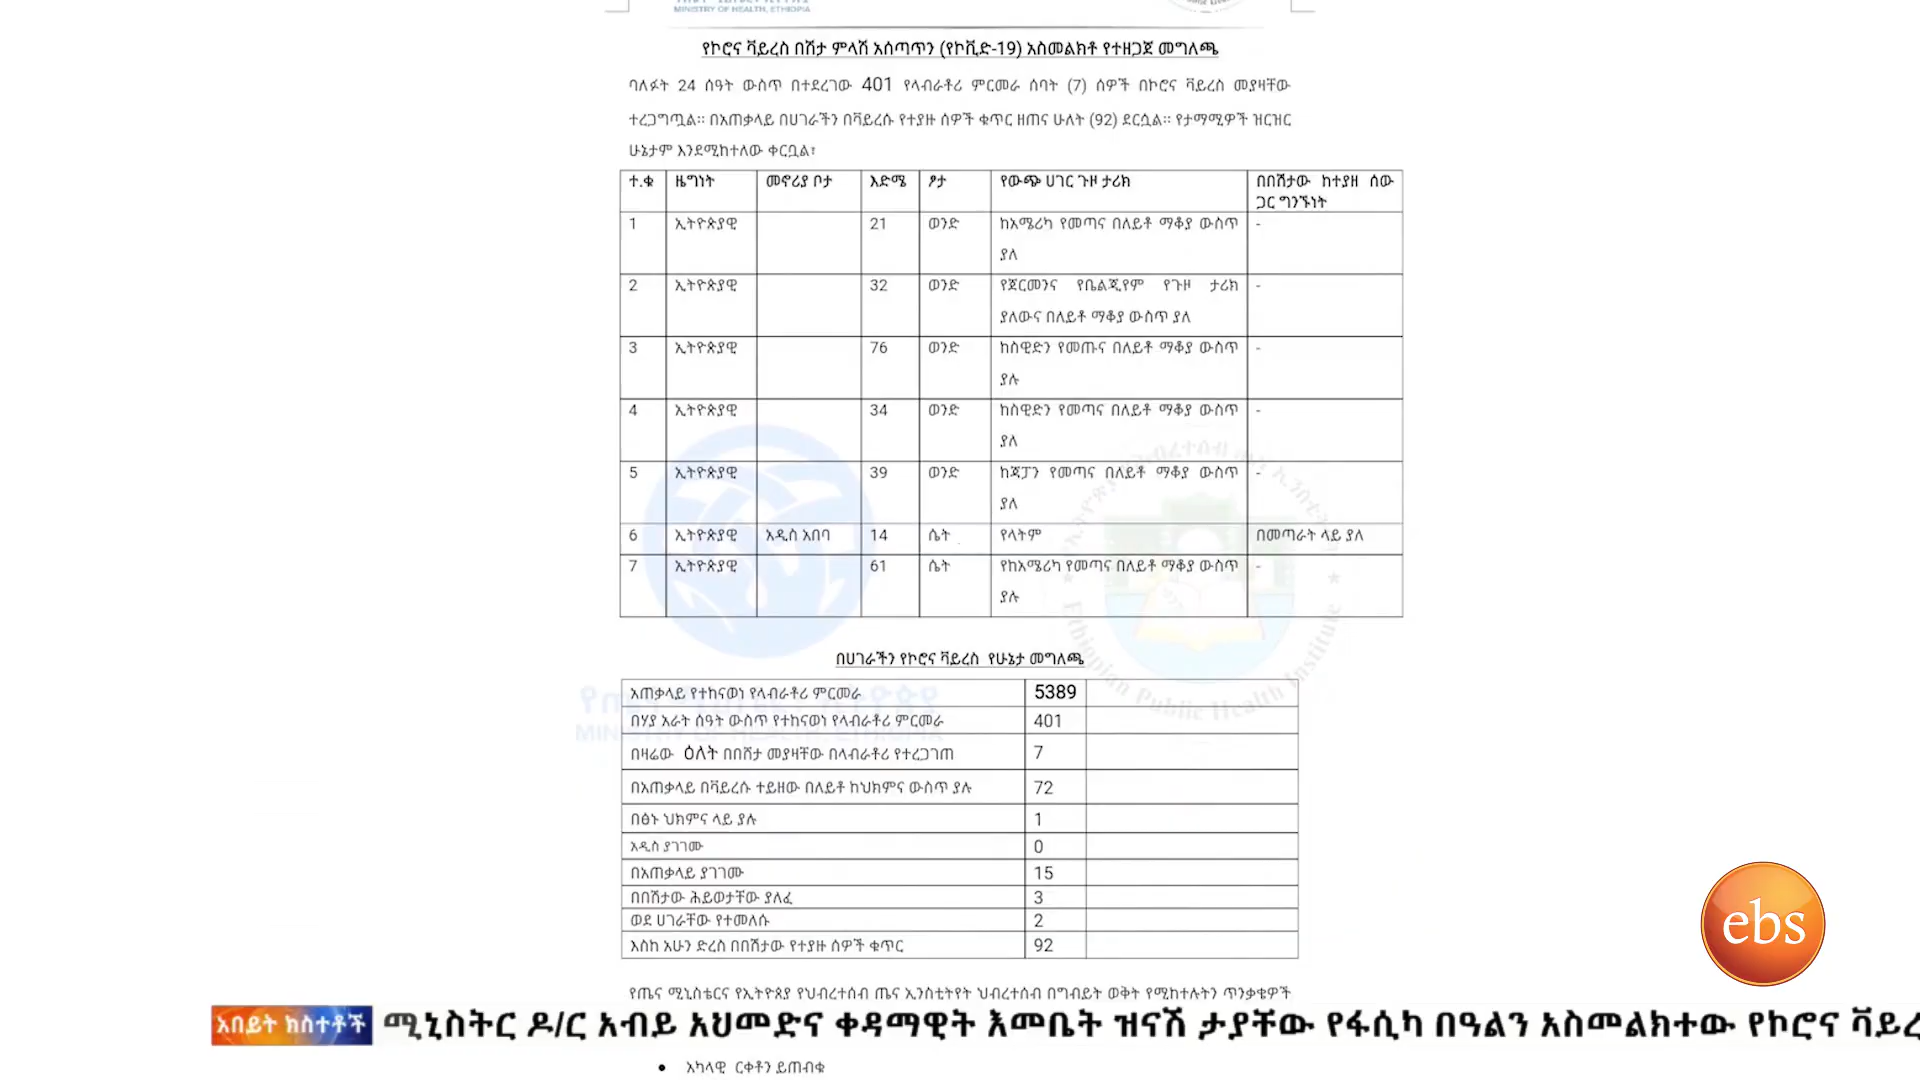 MINISTRY OF HEALTH, ETHIOPIA
የኮሮና ቫይረስ በሽታ ምላሽ አሰጣጥን (የኮቪድ-19) አስመልክቶ የተዘጋጀ መግለጫ
ባለፉት 24 ሰዓት ውስጥ በተደረገው 401 የላብራቶሪ ምርመራ ሰባት (7) ሰዎች በኮሮና ቫይረስ መያዛቸው
ተረጋግጧል፡፡ በአጠቃላይ በሀገራችን በቫይረሱ የተያዙ ሰዎች ቁጥር ዘጠና ሁለት (92) ደርሷል፡፡ የታማሚዎች ዝርዝር
ሁኔታም እንደሚከተለው ቀርቧል፣
ተ.ቁ ዜግነት መኖሪያ ቦታ እድሜ ፆታ የውጭ ሀገር ጉዞ ታሪክ በበሽታው ከተያዘ ሰው
ጋር ግንኙነት
1 ኢትዮጵያዊ 21 ወንድ ከአሜሪካ የመጣና በለይቶ ማቆያ ውስጥ -
ያለ
2 ኢትዮጵያዊ 32 ወንድ የጀርመንና የቤልጂየም የጉዞ ታሪክ -
ያለውና በለይቶ ማቆያ ውስጥ ያለ
3 ኢትዮጵያዊ 76 ወንድ ከስዊድን የመጡና በለይቶ ማቆያ ውስጥ -
ያሉ
4 ኢትዮጵያዊ 34 ወንድ ከስዊድን የመጣና በለይቶ ማቆያ ውስጥ -
ያለ
5 ኢትዮጵያዊ 39 ወንድ ከጃፓን የመጣና በለይቶ ማቆያ ውስጥ -
ያለ
6 ኢትዮጵያዊ አዲስ አበባ 14 ሴት የላትም በመጣራት ላይ ያለ
7 ኢትዮጵያዊ 61 ሴት የከአሜሪካ የመጣና በለይቶ ማቆያ ውስጥ -
ያሉ
Ethiopian Public Health Institute
በሀገራችን የኮሮና ቫይረስ የሁኔታ መግለጫ
አጠቃላይ የተከናወነ የላብራቶሪ ምርመራ 5389
በሃያ አራት ሰዓት ውስጥ የተከናወነ የላብራቶሪ ምርመራ 401
MINISTRY OF HEALTH, ETHIOPIA
በዛሬው ዕለት በበሽታ መያዛቸው በላብራቶሪ የተረጋገጠ 7
በአጠቃላይ በቫይረሱ ተይዘው በለይቶ ከህክምና ውስጥ ያሉ 72
በፅኑ ህክምና ላይ ያሉ 1
አዲስ ያገገሙ 0
በአጠቃላይ ያገገሙ 15
በበሽታው ሕይወታቸው ያለፈ 3
ወደ ሀገራቸው የተመለሱ 2
እስከ አሁን ድረስ በበሽታው የተያዙ ሰዎች ቁጥር 92
ebs
የጤና ሚኒስቴርና የኢትዮጵያ የህብረተሰብ ጤና ኢንስቲትዩት ህብረተሰብ በግብይት ወቅት የሚከተሉትን ጥንቃቄዎች
አበይት ክስተቶች ሚኒስትር ዶ/ር አብይ አህመድና ቀዳማዊት እመቤት ዝናሽ ታያቸው የፋሲካ በዓልን አስመልክተው የኮሮና ቫይረ
• አካላዊ ርቀቶን ይጠብቁ